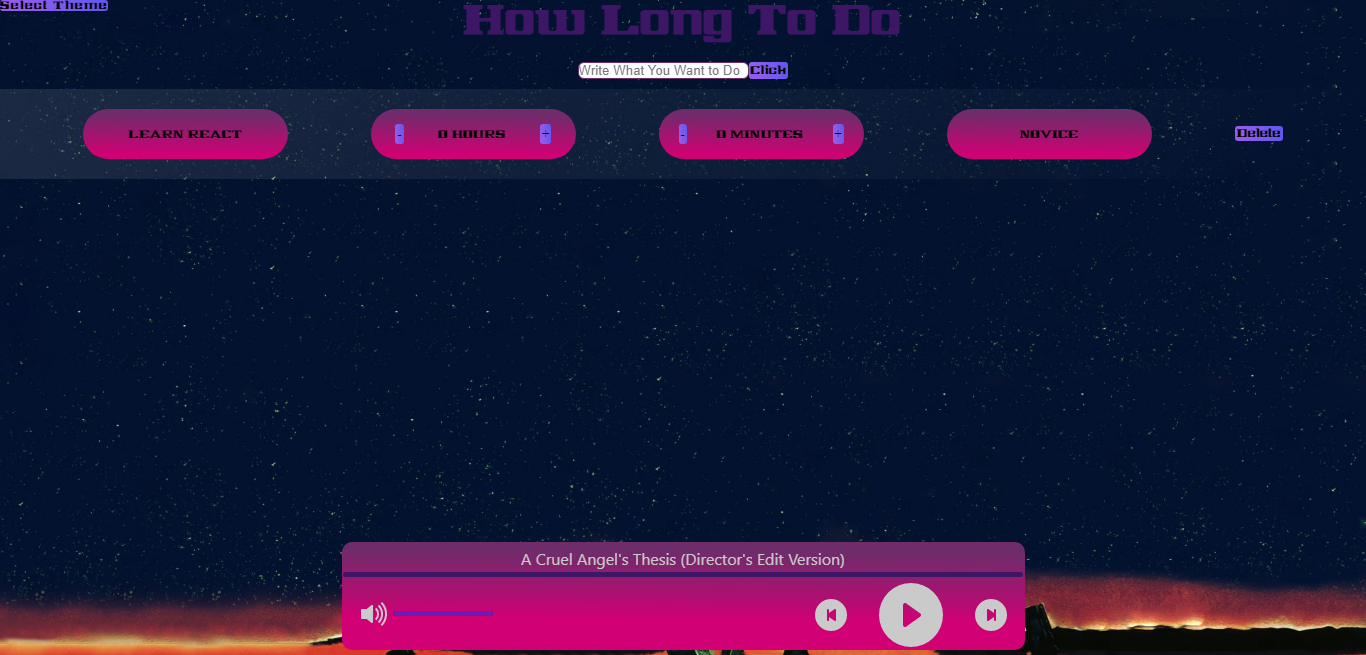 Select Theme
How Long To Do
Write What You Want to Do Click
LEARN REACT - 0 HOURS + - 0 MINUTES + NOVICE Delete
A Cruel Angel's Thesis (Director's Edit Version)